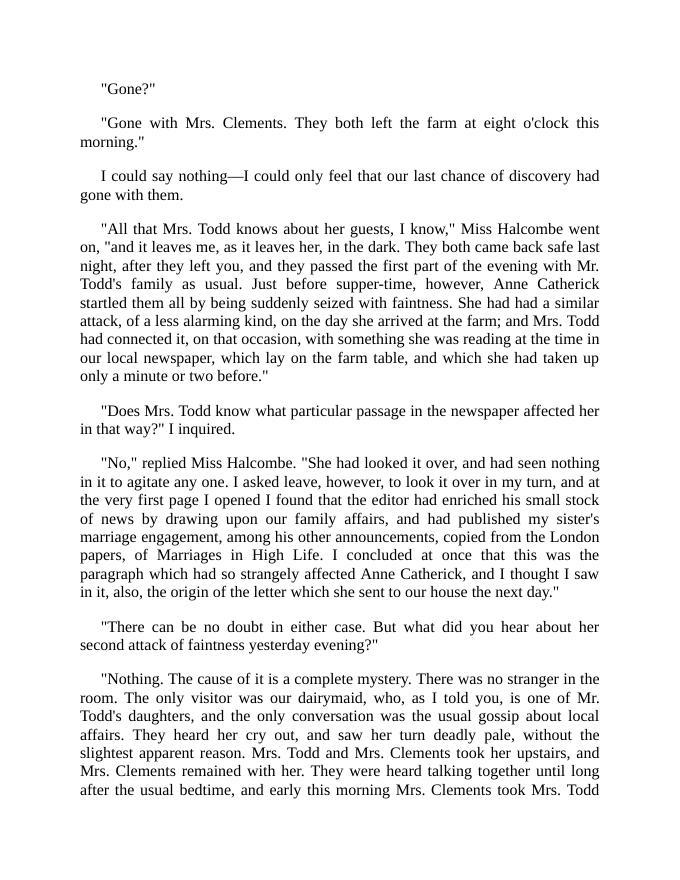 "Gone?"
"Gone with Mrs. Clements. They both left the farm at eight o'clock this
morning."
I could say nothing—I could only feel that our last chance of discovery had
gone with them.
"All that Mrs. Todd knows about her guests, I know," Miss Halcombe went
on, "and it leaves me, as it leaves her, in the dark. They both came back safe last
night, after they left you, and they passed the first part of the evening with Mr.
Todd's family as usual. Just before supper-time, however, Anne Catherick
startled them all by being suddenly seized with faintness. She had had a similar
attack, of a less alarming kind, on the day she arrived at the farm; and Mrs. Todd
had connected it, on that occasion, with something she was reading at the time in
our local newspaper, which lay on the farm table, and which she had taken up
only a minute or two before."
"Does Mrs. Todd know what particular passage in the newspaper affected her
in that way?" I inquired.
"No," replied Miss Halcombe. "She had looked it over, and had seen nothing
in it to agitate any one. I asked leave, however, to look it over in my turn, and at
the very first page I opened I found that the editor had enriched his small stock
of news by drawing upon our family affairs, and had published my sister's
marriage engagement, among his other announcements, copied from the London
papers, of Marriages in High Life. I concluded at once that this was the
paragraph which had so strangely affected Anne Catherick, and I thought I saw
in it, also, the origin of the letter which she sent to our house the next day."
"There can be no doubt in either case. But what did you hear about her
second attack of faintness yesterday evening?"
"Nothing. The cause of it is a complete mystery. There was no stranger in the
room. The only visitor was our dairymaid, who, as I told you, is one of Mr.
Todd's daughters, and the only conversation was the usual gossip about local
affairs. They heard her cry out, and saw her turn deadly pale, without the
slightest apparent reason. Mrs. Todd and Mrs. Clements took her upstairs, and
Mrs. Clements remained with her. They were heard talking together until long
after the usual bedtime, and early this morning Mrs. Clements took Mrs. Todd